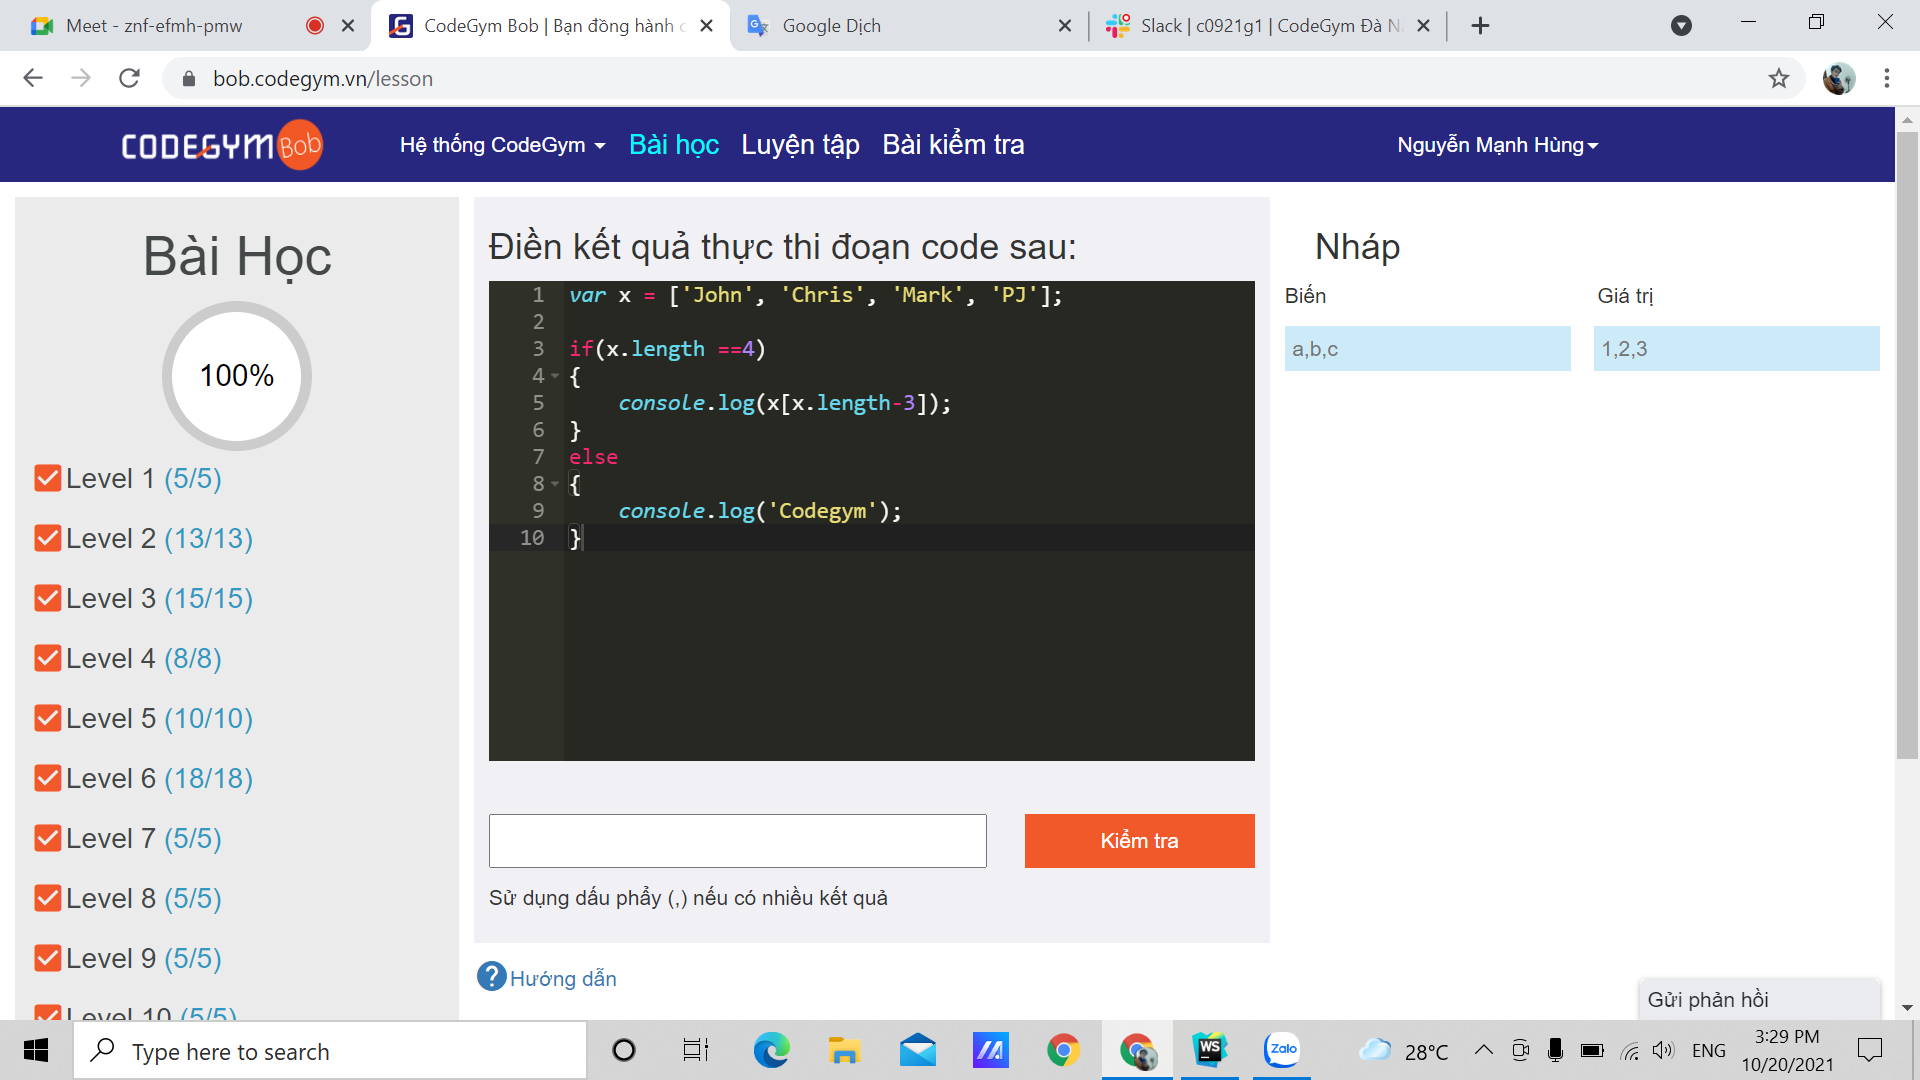 Meet - znf-efmh-pmw
CodeGym Bob | Bạn đồng hành c
Google Dịch
Slack | c0921g1 | CodeGym Đà N
bob.codegym.vn/lesson
CODEGYM Bob
Hệ thống CodeGym
Bài học
Luyện tập
Bài kiểm tra
Nguyễn Mạnh Hùng
Bài Học
100%
Level 1 (5/5)
Level 2 (13/13)
Level 3 (15/15)
Level 4 (8/8)
Level 5 (10/10)
Level 6 (18/18)
Level 7 (5/5)
Level 8 (5/5)
Level 9 (5/5)
Level 10 (5/5)
Điền kết quả thực thi đoạn code sau:
1 var x = ['John', 'Chris', 'Mark', 'PJ'];
2
3 if(x.length ==4)
4 {
5 console.log(x[x.length-3]);
6 }
7 else
8 {
9 console.log('Codegym');
10 }
Kiểm tra
Sử dụng dấu phẩy (,) nếu có nhiều kết quả
? Hướng dẫn
Nháp
Biến
Giá trị
a,b,c
1,2,3
Gửi phản hồi
Type here to search
WS
Zalo
28°C
ENG
3:29 PM
10/20/2021